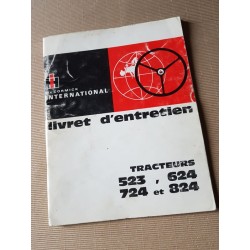 McCORMICK
INTERNATIONAL
livret d'entretien
TRACTEURS
523, 624
724 et 824